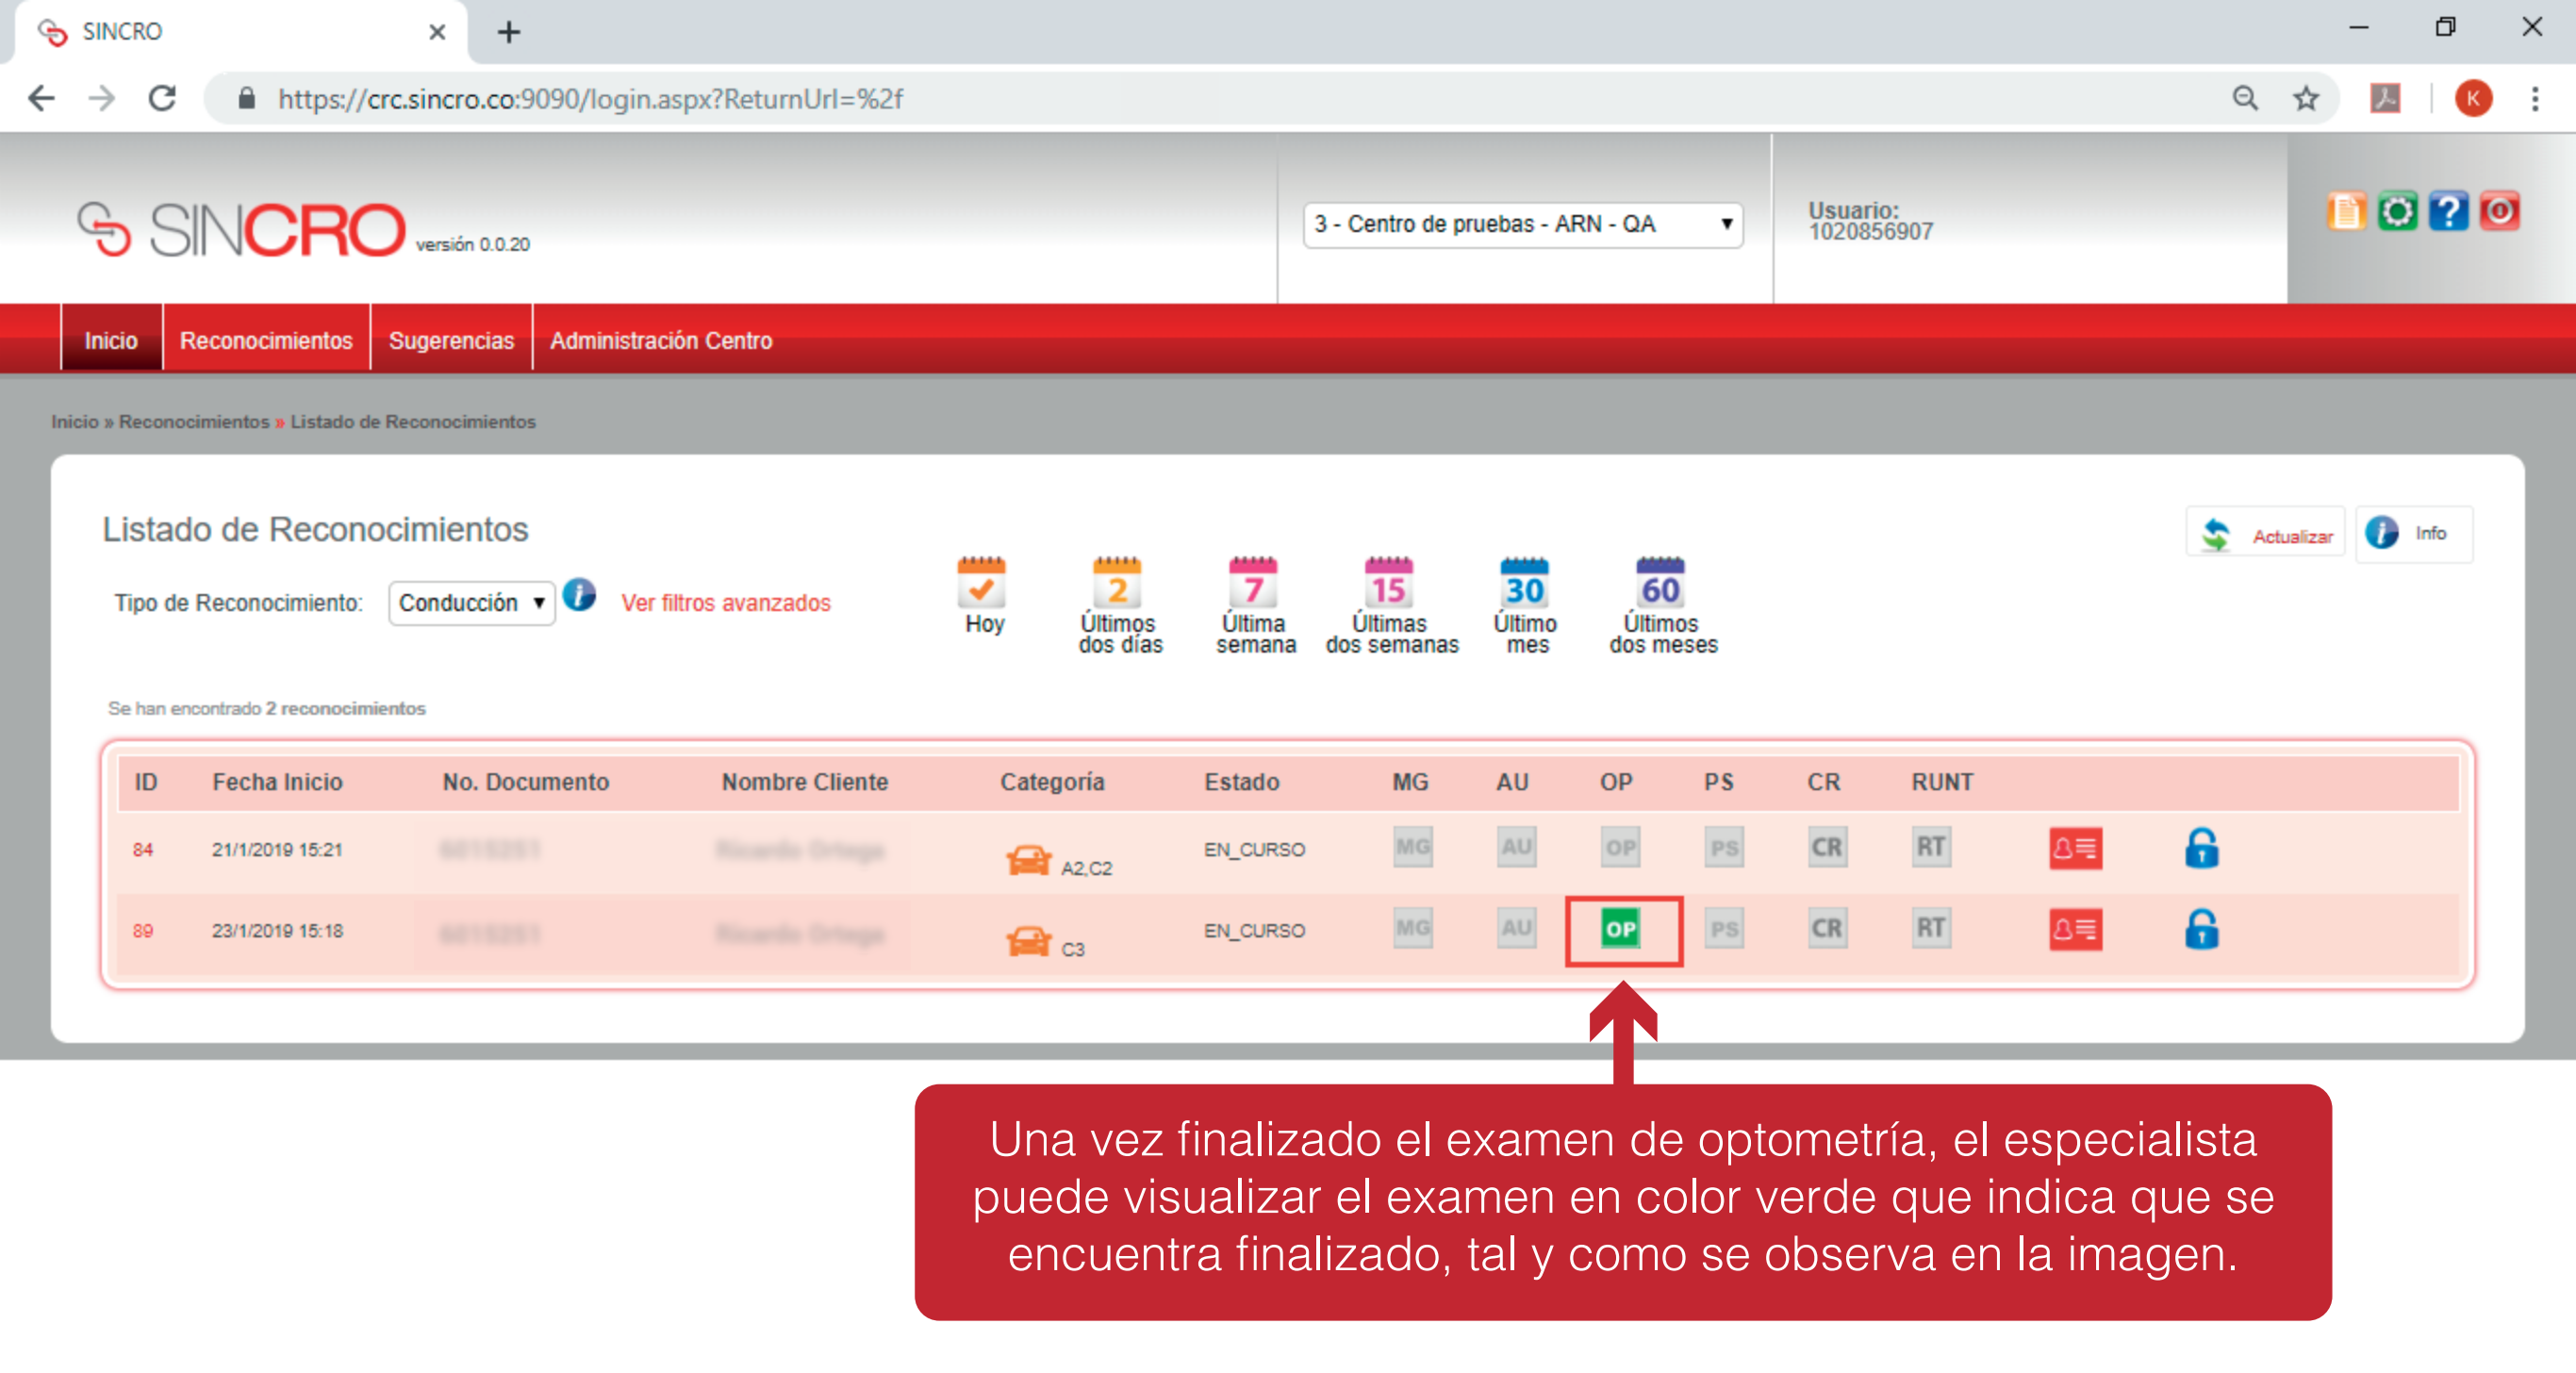 SINCRO
https://crc.sincro.co:9090/login.aspx?ReturnUrl=%2f
K
SINCRO versión 0.0.20
3 - Centro de pruebas - ARN - QA
Usuario:
1020856907
Inicio Reconocimientos Sugerencias Administración Centro
Inicio » Reconocimientos » Listado de Reconocimientos
Listado de Reconocimientos
Actualizar Info
Tipo de Reconocimiento: Conducción Ver filtros avanzados
2 7 15 30 60
Hoy Últimos dos días Última semana Últimas dos semanas Último mes Últimos dos meses
Se han encontrado 2 reconocimientos
ID Fecha Inicio No. Documento Nombre Cliente Categoría Estado MG AU OP PS CR RUNT
84 21/1/2019 15:21 A2,C2 EN_CURSO MG AU OP PS CR RT
89 23/1/2019 15:18 C3 EN_CURSO MG AU OP PS CR RT
Una vez finalizado el examen de optometría, el especialista
puede visualizar el examen en color verde que indica que se
encuentra finalizado, tal y como se observa en la imagen.